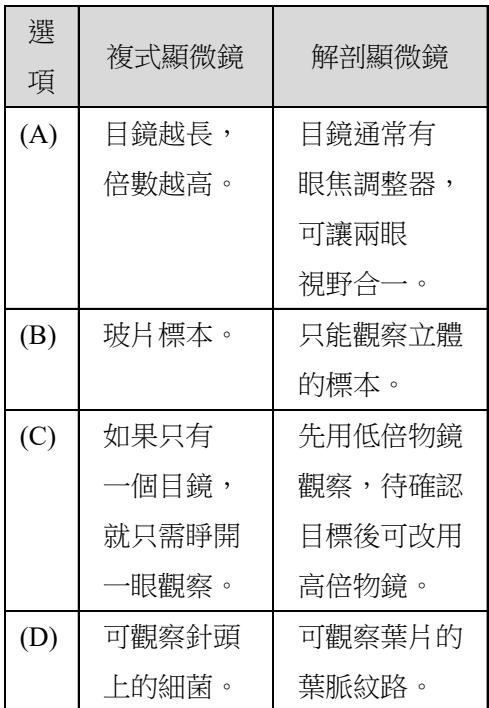 選項 複式顯微鏡 解剖顯微鏡
(A) 目鏡越長，倍數越高。 目鏡通常有眼焦調整器，可讓兩眼視野合一。
(B) 玻片標本。 只能觀察立體的標本。
(C) 如果只有一個目鏡，就只需睜開一眼觀察。 先用低倍物鏡觀察，待確認目標後可改用高倍物鏡。
(D) 可觀察針頭上的細菌。 可觀察葉片的葉脈紋路。